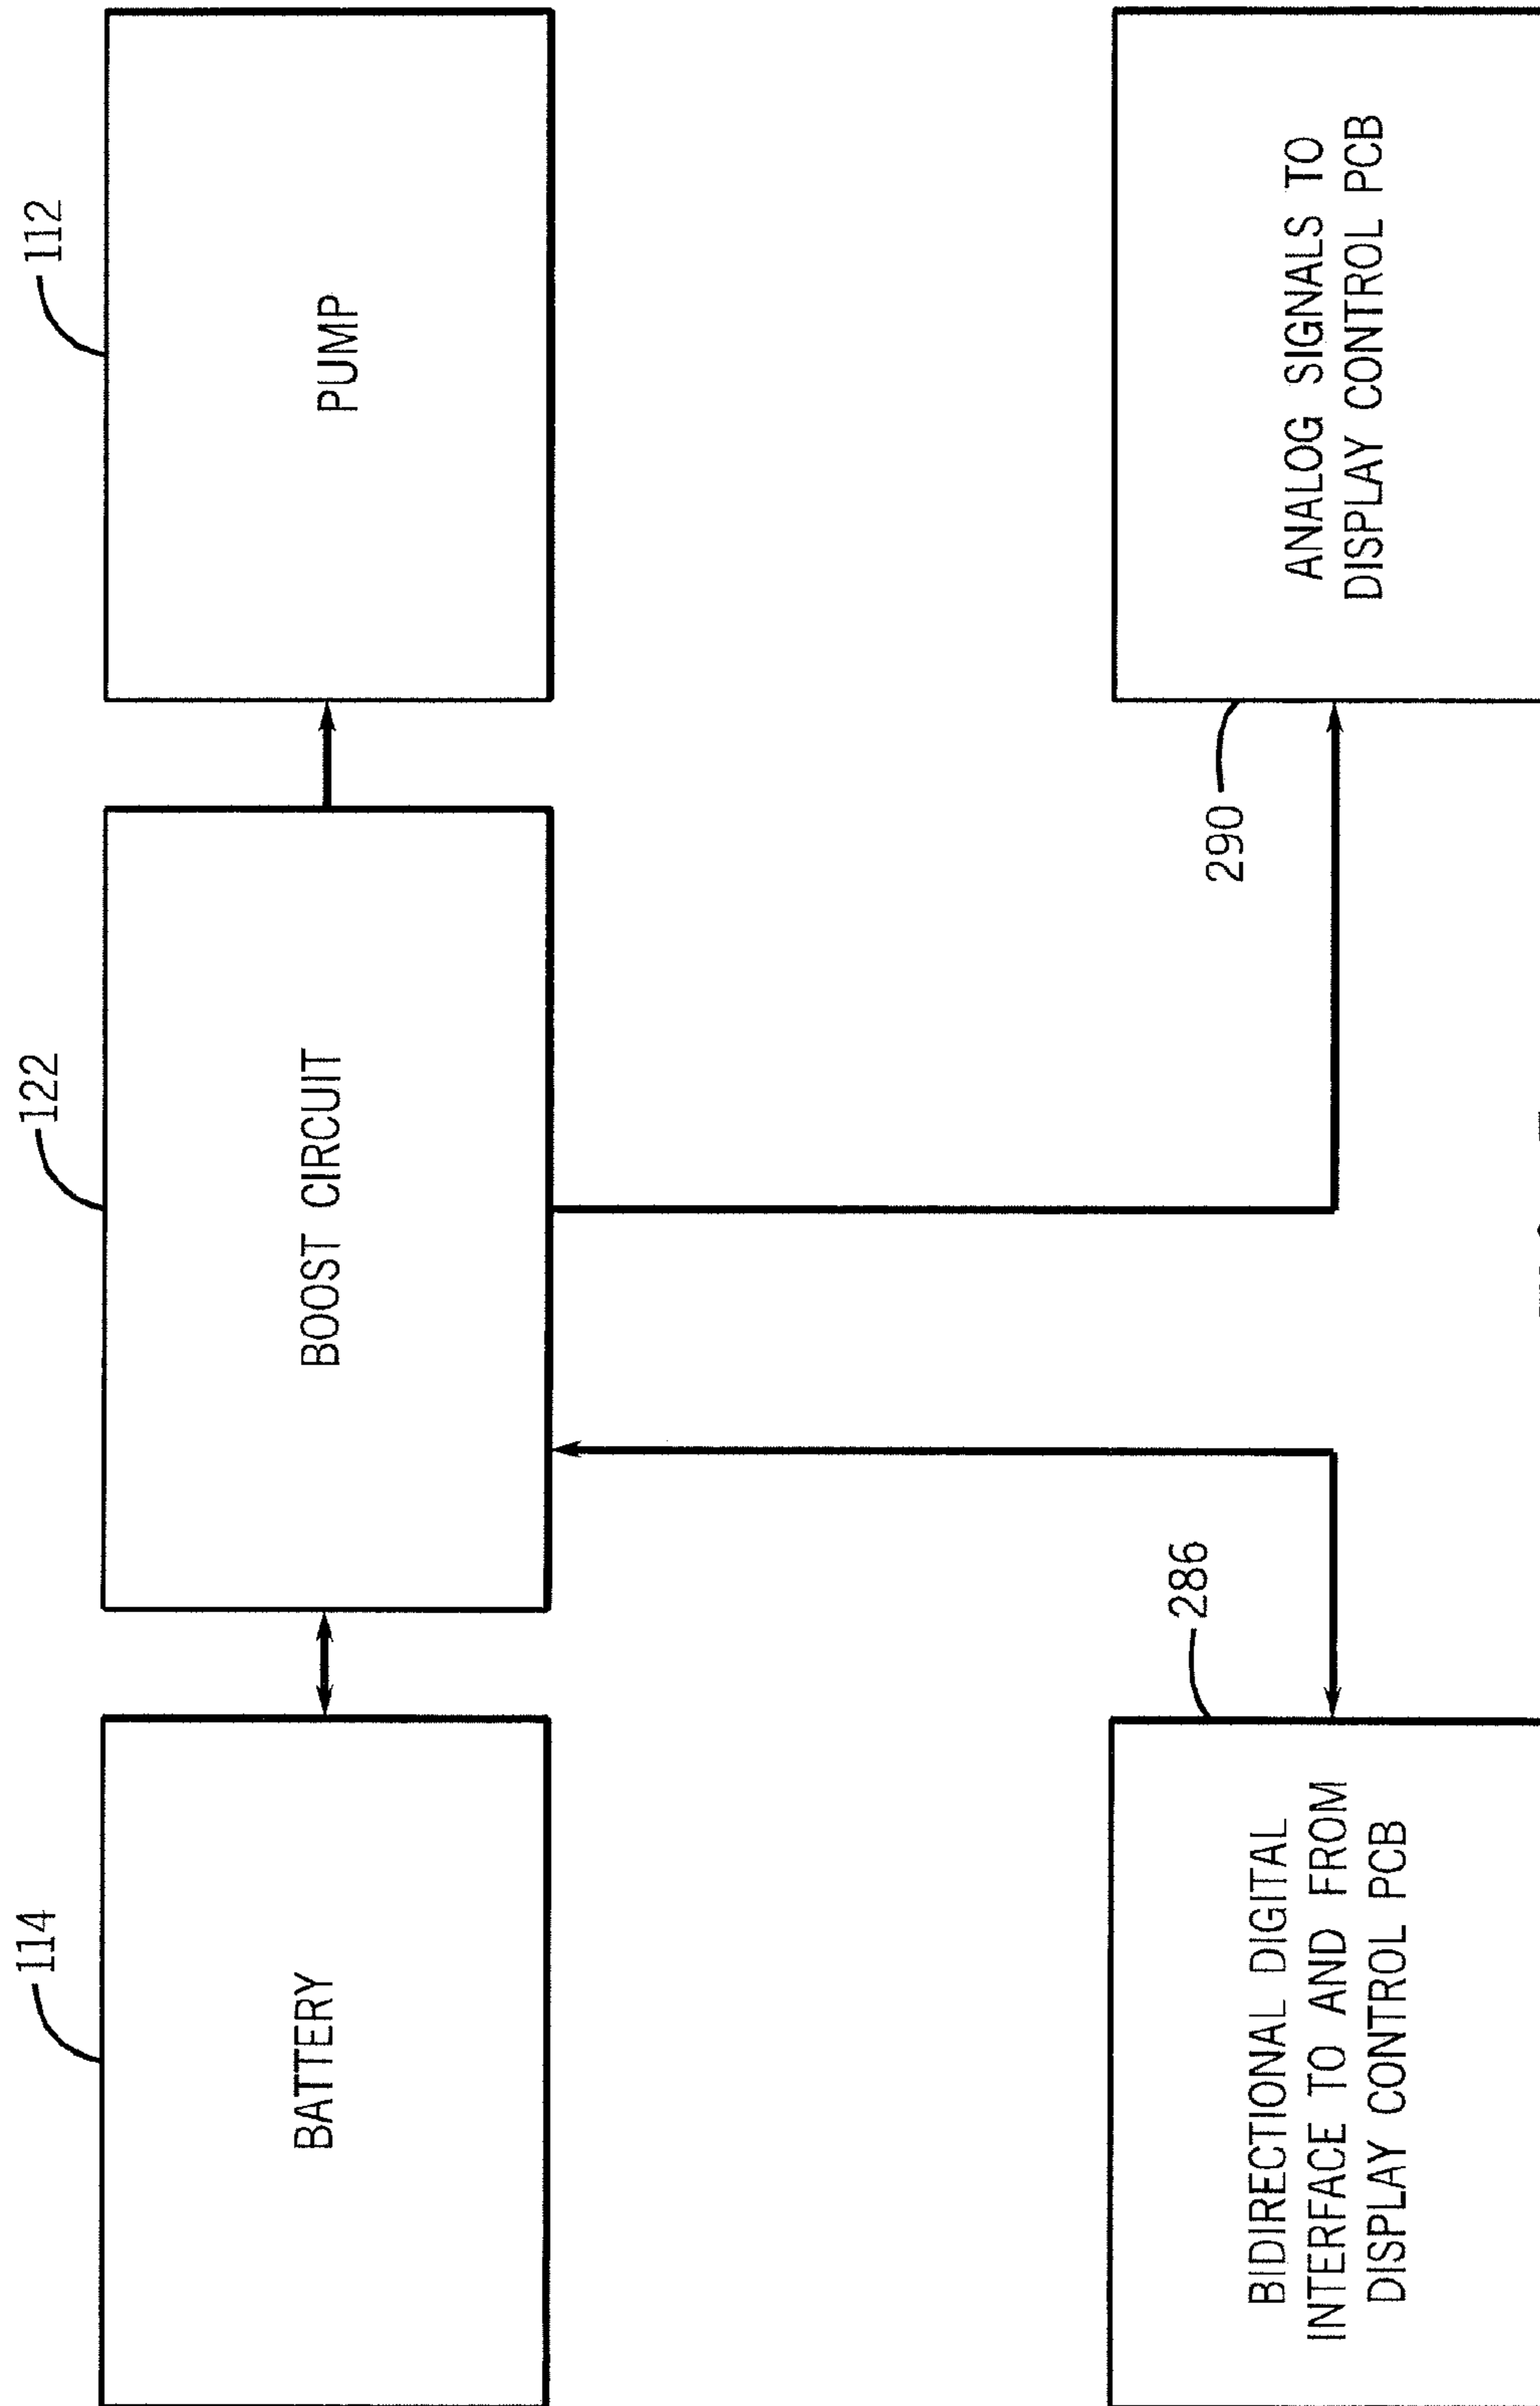 114
BATTERY
122
BOOST CIRCUIT
112
PUMP
286
BIDIRECTIONAL DIGITAL
INTERFACE TO AND FROM
DISPLAY CONTROL PCB
290
ANALOG SIGNALS TO
DISPLAY CONTROL PCB